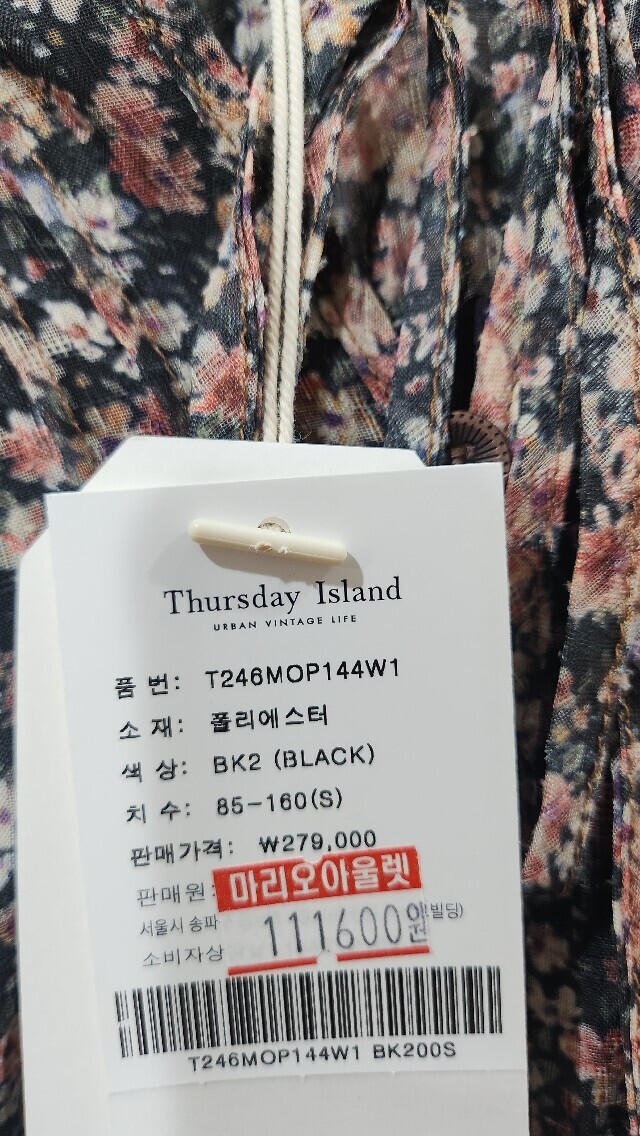 Thursday Island
URBAN VINTAGE LIFE
품 번: T246MOP144W1
소 재: 폴리에스터
색 상: BK2 (BLACK)
치 수: 85-160(S)
판매가격: ₩279,000
판매원: 마리오아울렛
서울시 송파 빌딩)
소비자상 111600원
T246MOP144W1 BK200S